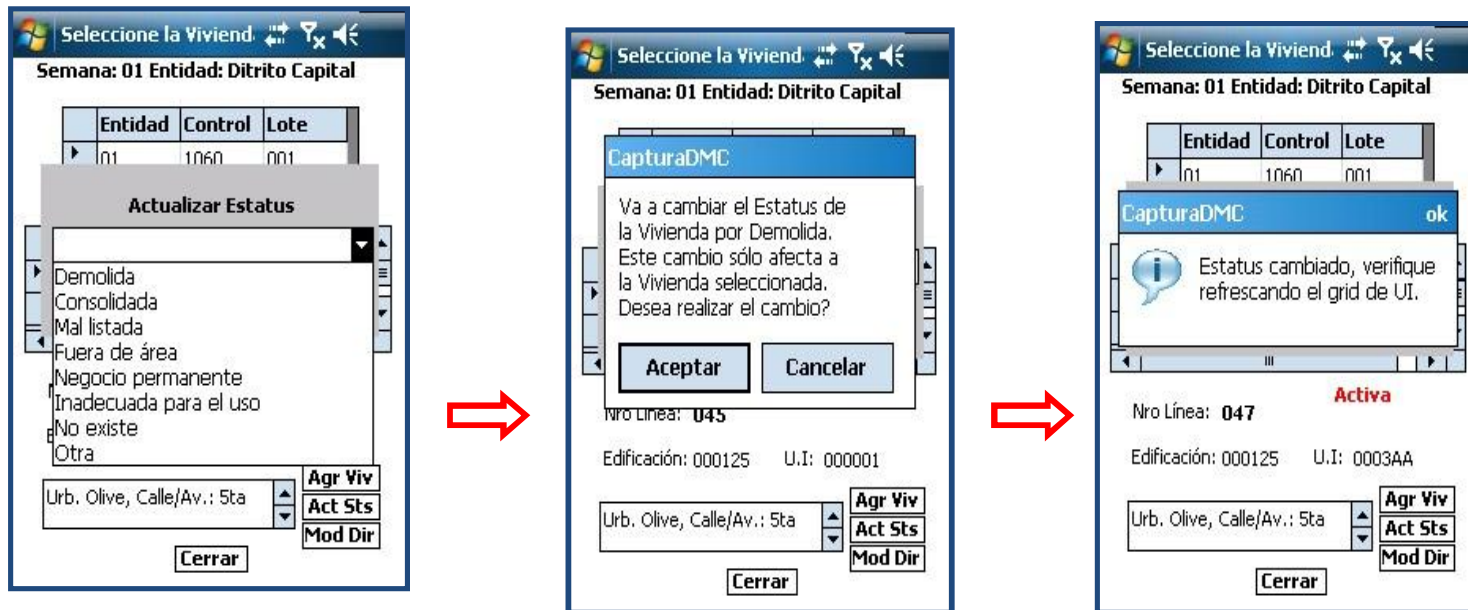 Seleccione la Viviend
Semana: 01 Entidad: Ditrito Capital
Entidad Control Lote
01 1060 001
Actualizar Estatus
Demolida
Consolidada
Mal listada
Fuera de área
Negocio permanente
Inadecuada para el uso
No existe
Otra
Urb. Olive, Calle/Av.: 5ta
Agr Viv
Act Sts
Mod Dir
Cerrar
Seleccione la Viviend
Semana: 01 Entidad: Ditrito Capital
CapturaDMC
Va a cambiar el Estatus de
la Vivienda por Demolida.
Este cambio sólo afecta a
la Vivienda seleccionada.
Desea realizar el cambio?
Aceptar Cancelar
Nro Línea: 045
Edificación: 000125 U.I: 000001
Urb. Olive, Calle/Av.: 5ta
Agr Viv
Act Sts
Mod Dir
Cerrar
Seleccione la Viviend
Semana: 01 Entidad: Ditrito Capital
Entidad Control Lote
01 1060 001
CapturaDMC ok
Estatus cambiado, verifique
refrescando el grid de UI.
Activa
Nro Línea: 047
Edificación: 000125 U.I: 0003AA
Urb. Olive, Calle/Av.: 5ta
Agr Viv
Act Sts
Mod Dir
Cerrar